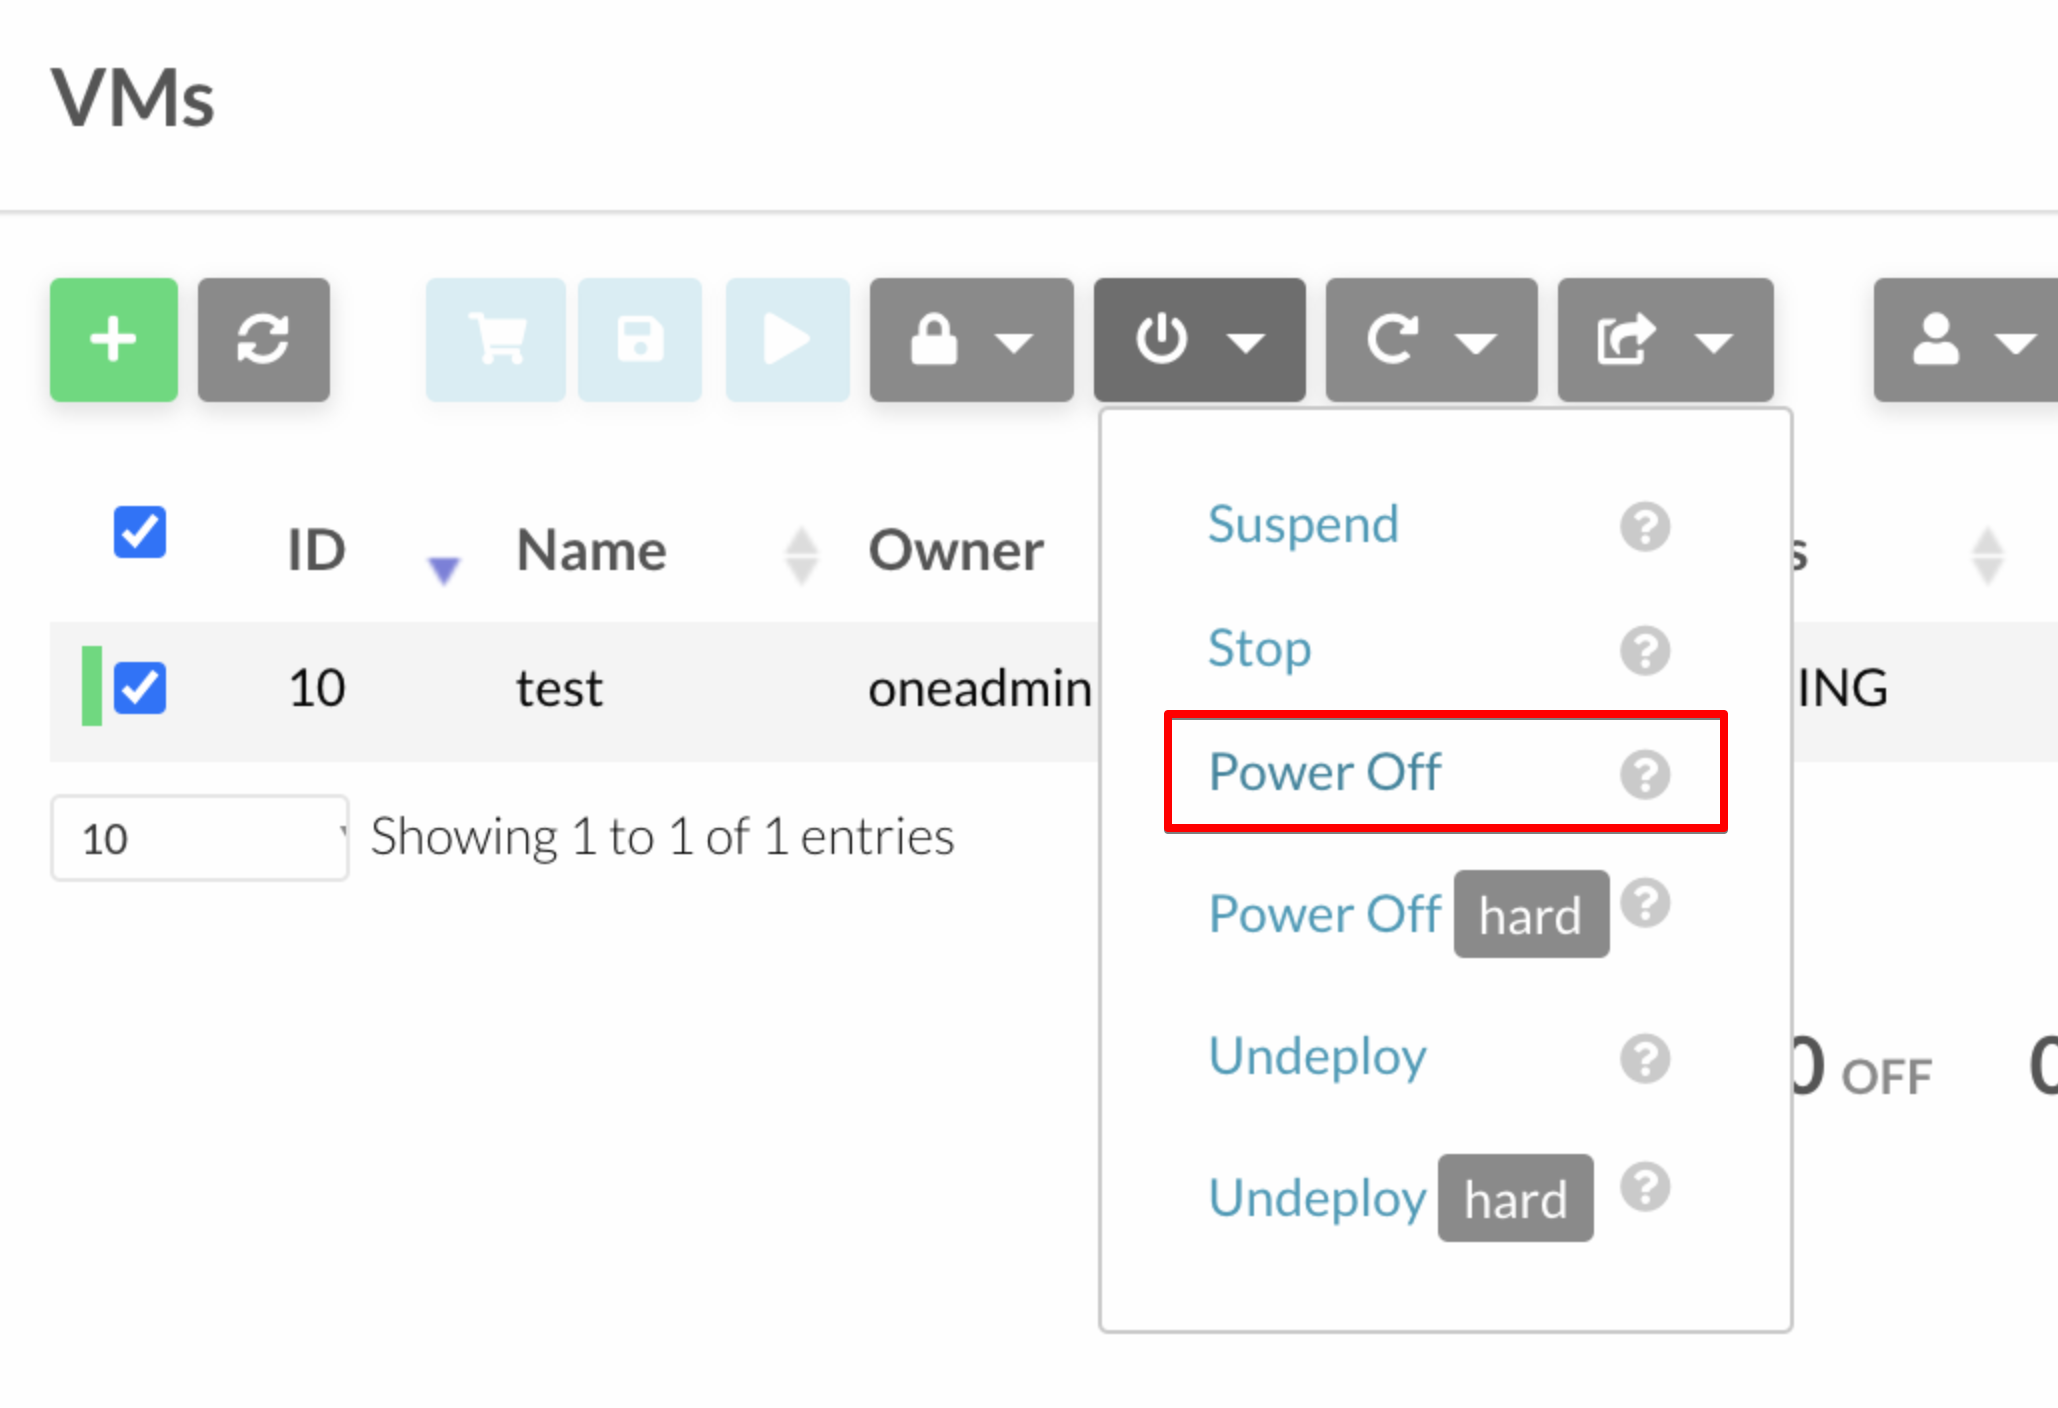 VMs
ID Name Owner s
10 test oneadmin ING
10 Showing 1 to 1 of 1 entries
Suspend
Stop
Power Off
Power Off hard
Undeploy
Undeploy hard
0 OFF 0